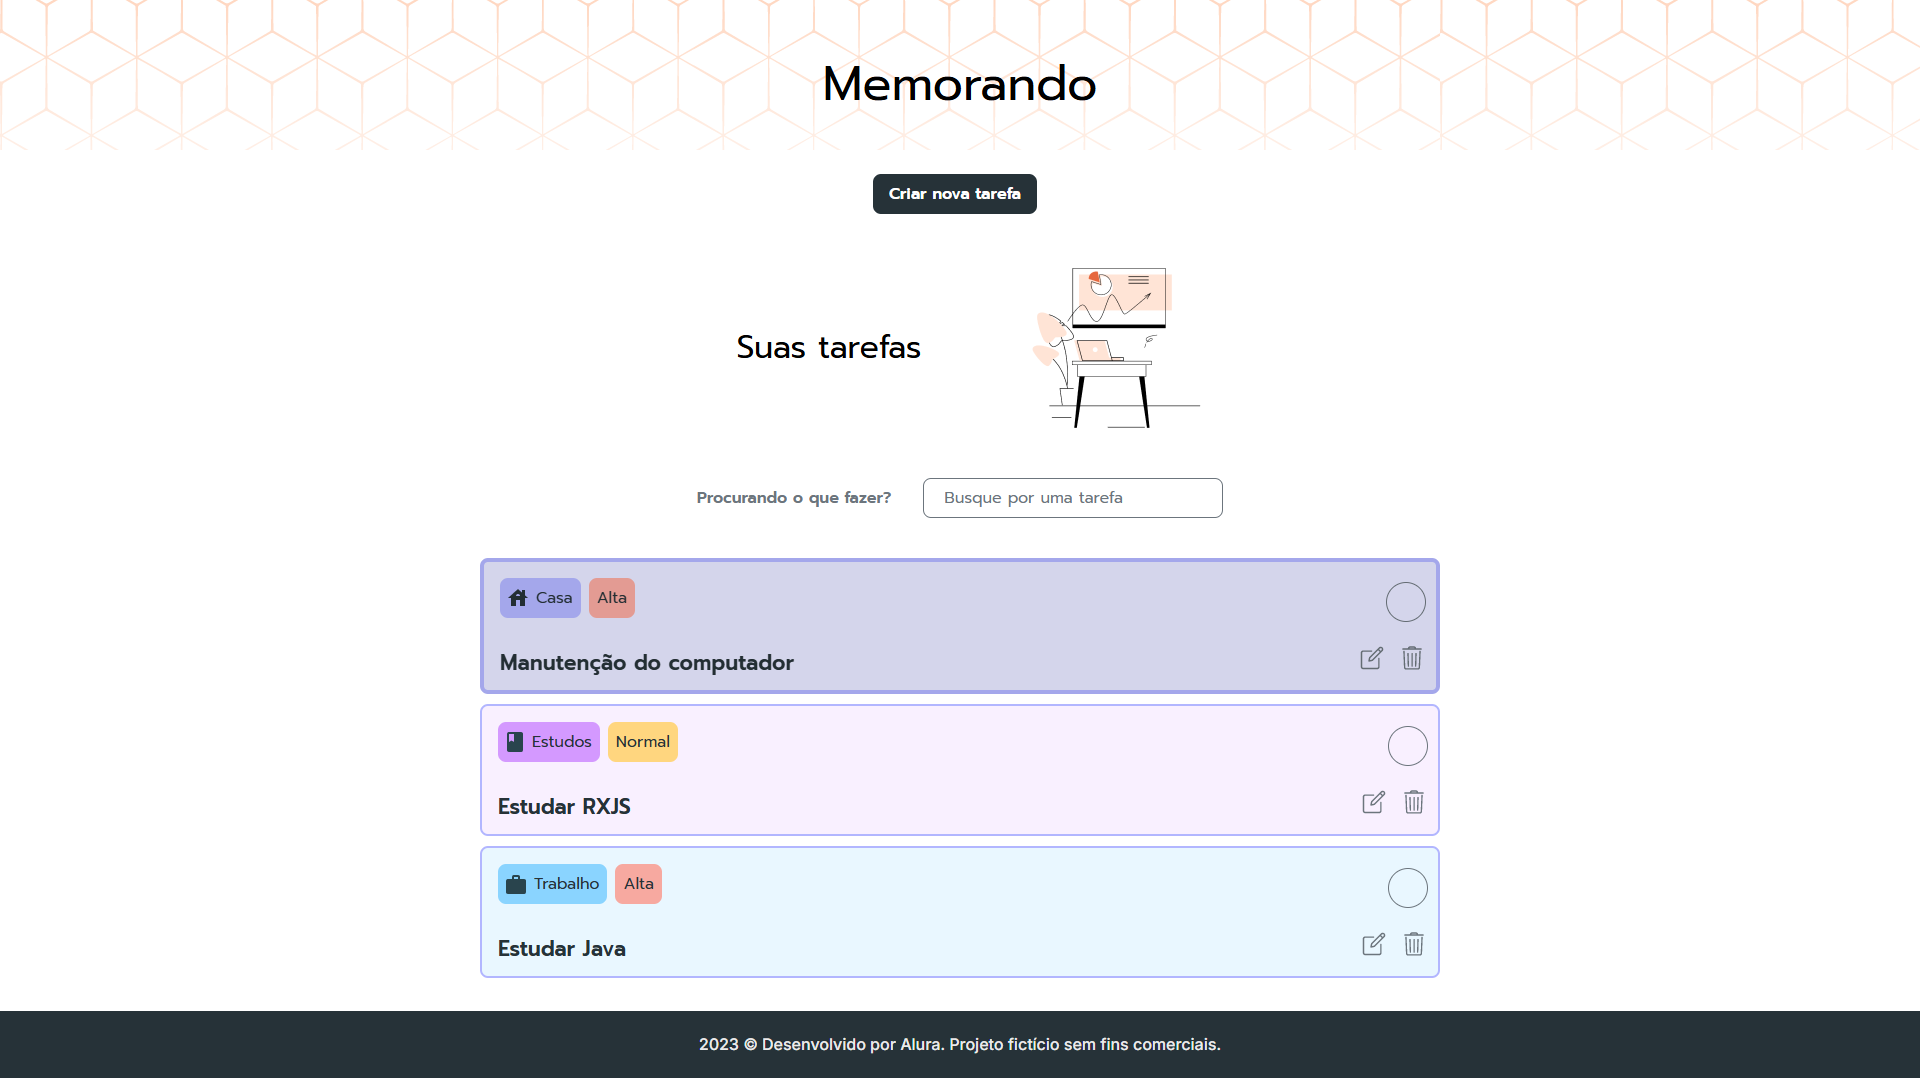 Memorando
Criar nova tarefa
Suas tarefas
Procurando o que fazer?
Busque por uma tarefa
Casa
Alta
Manutenção do computador
Estudos
Normal
Estudar RXJS
Trabalho
Alta
Estudar Java
2023 © Desenvolvido por Alura. Projeto fictício sem fins comerciais.